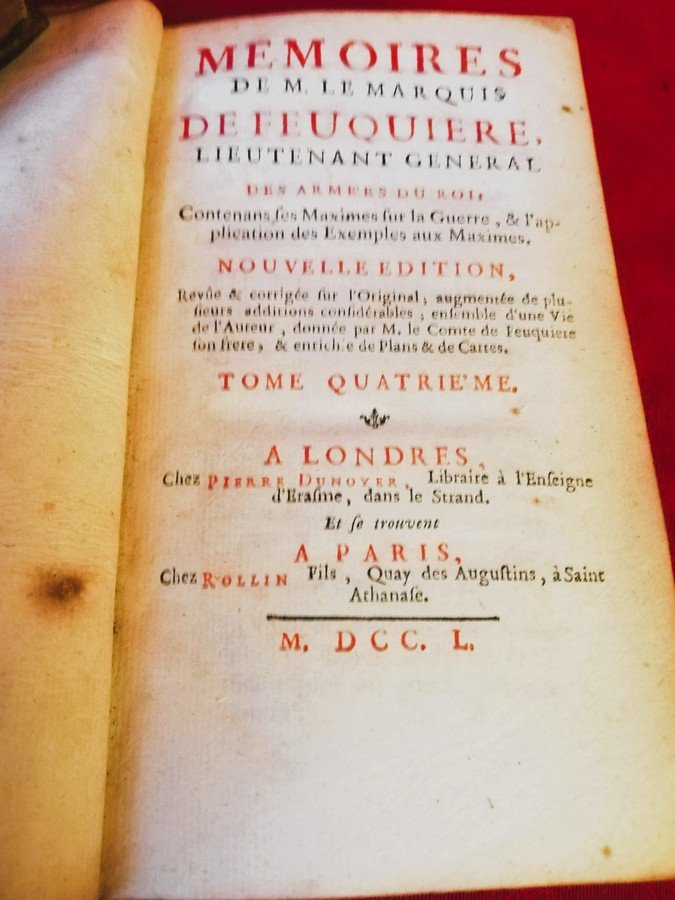 MEMOIRES
DE M. LE MARQUIS
DE FEUQUIERE,
LIEUTENANT GENERAL
DES ARMÉES DU ROI,
Contenans ſes Maximes ſur la Guerre, & l'ap-
plication des Exemples aux Maximes.
NOUVELLE EDITION,
Revûe & corrigée ſur l'Original; augmentée de plu-
ſieurs additions conſidérables; enſemble d'une Vie
de l'Auteur, donnée par M. le Comte de Feuquiere
ſon frere, & enrichie de Plans & de Cartes.
TOME QUATRIE'ME.
A LONDRES,
Chez PIERRE DUNOYER, Libraire à l'Enſeigne
d'Eraſme, dans le Strand.
Et ſe trouvent
A PARIS,
Chez ROLLIN Fils, Quay des Auguſtins, à Saint
Athanaſe.
M. DCC. L.